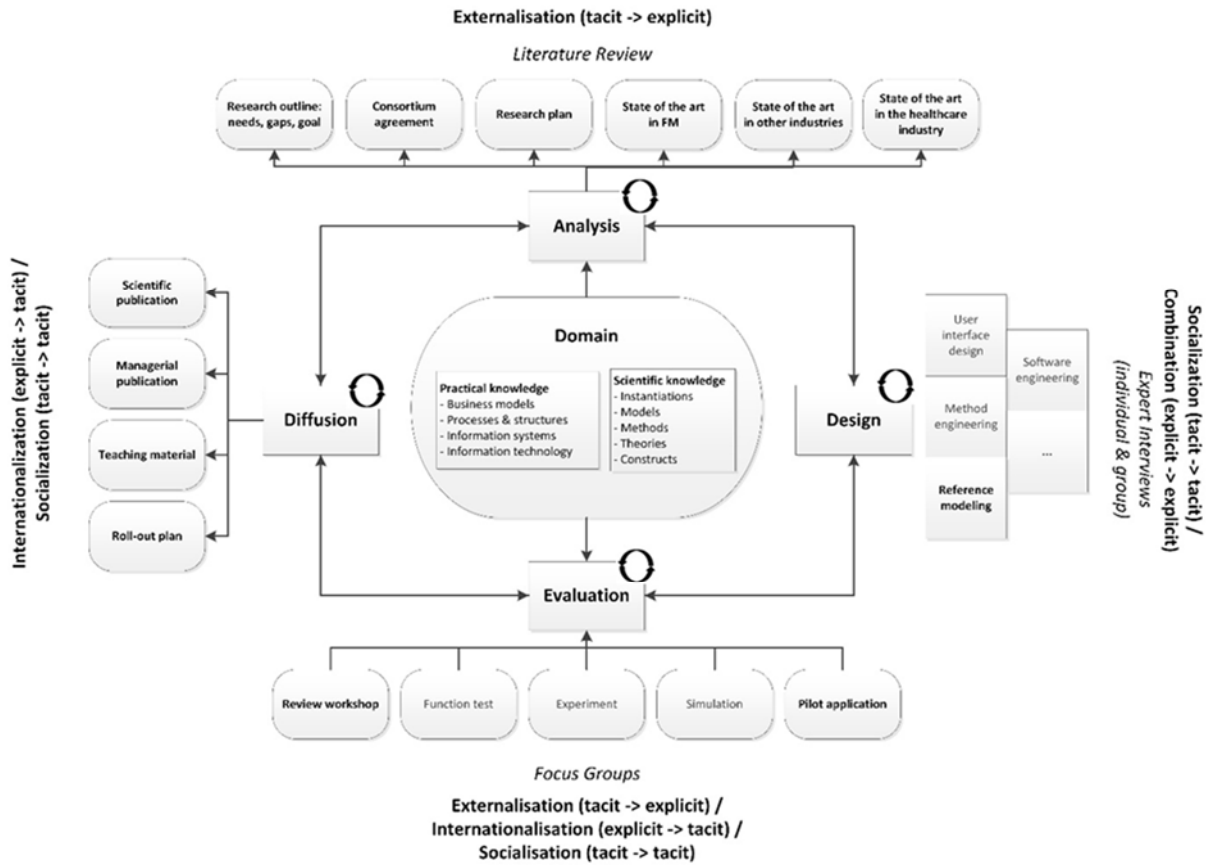 Externalisation (tacit -> explicit)
Literature Review
Research outline:
needs, gaps, goal
Consortium
agreement
Research plan
State of the art
in FM
State of the art
in other industries
State of the art
in the healthcare
industry
Analysis
Internationalization (explicit -> tacit) /
Socialization (tacit -> tacit)
Scientific
publication
Managerial
publication
Teaching material
Roll-out plan
Diffusion
Domain
Practical knowledge
- Business models
- Processes & structures
- Information systems
- Information technology
Scientific knowledge
- Instantiations
- Models
- Methods
- Theories
- Constructs
Design
User
interface
design
Method
engineering
Reference
modeling
Software
engineering
...
Socialization (tacit -> tacit) /
Combination (explicit -> explicit)
Expert Interviews
(individual & group)
Evaluation
Review workshop
Function test
Experiment
Simulation
Pilot application
Focus Groups
Externalisation (tacit -> explicit) /
Internationalisation (explicit -> tacit) /
Socialisation (tacit -> tacit)